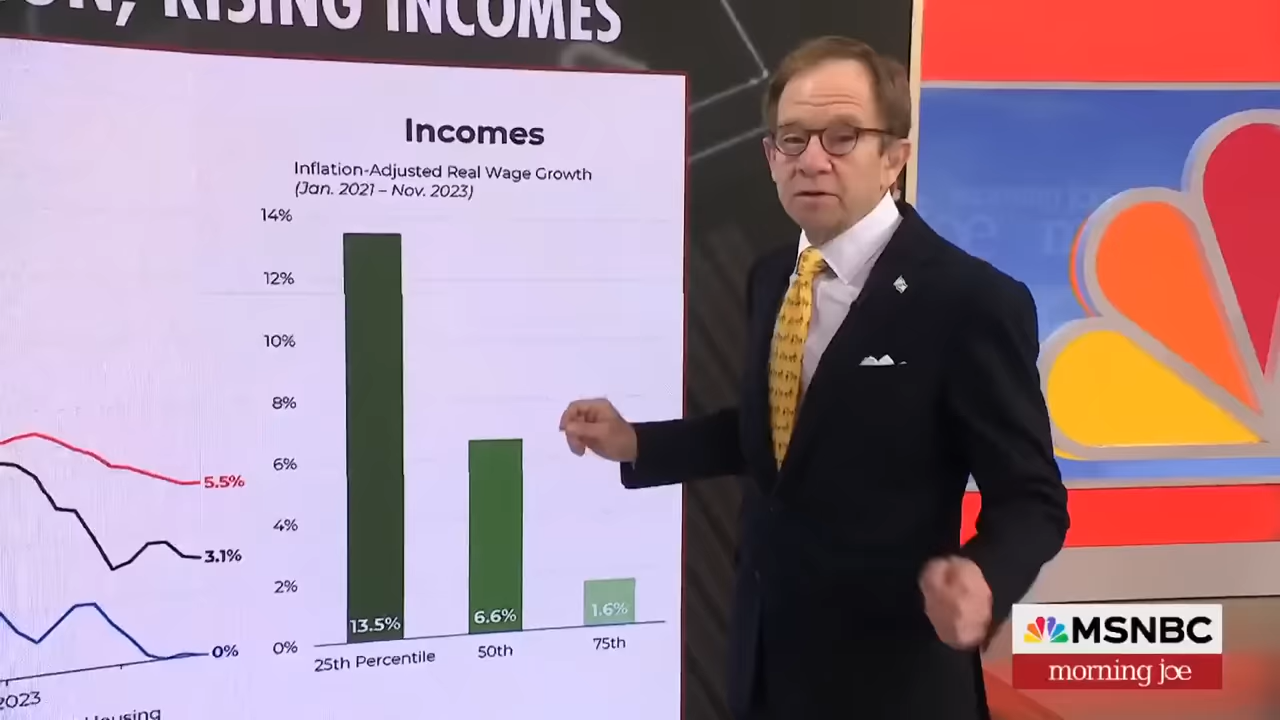 RISING INCOMES
Incomes
Inflation-Adjusted Real Wage Growth
(Jan. 2021 – Nov. 2023)
14%
12%
10%
8%
6%
4%
2%
0%
13.5%
6.6%
1.6%
25th Percentile
50th
75th
5.5%
3.1%
0%
2023
Housing
MSNBC
morning joe